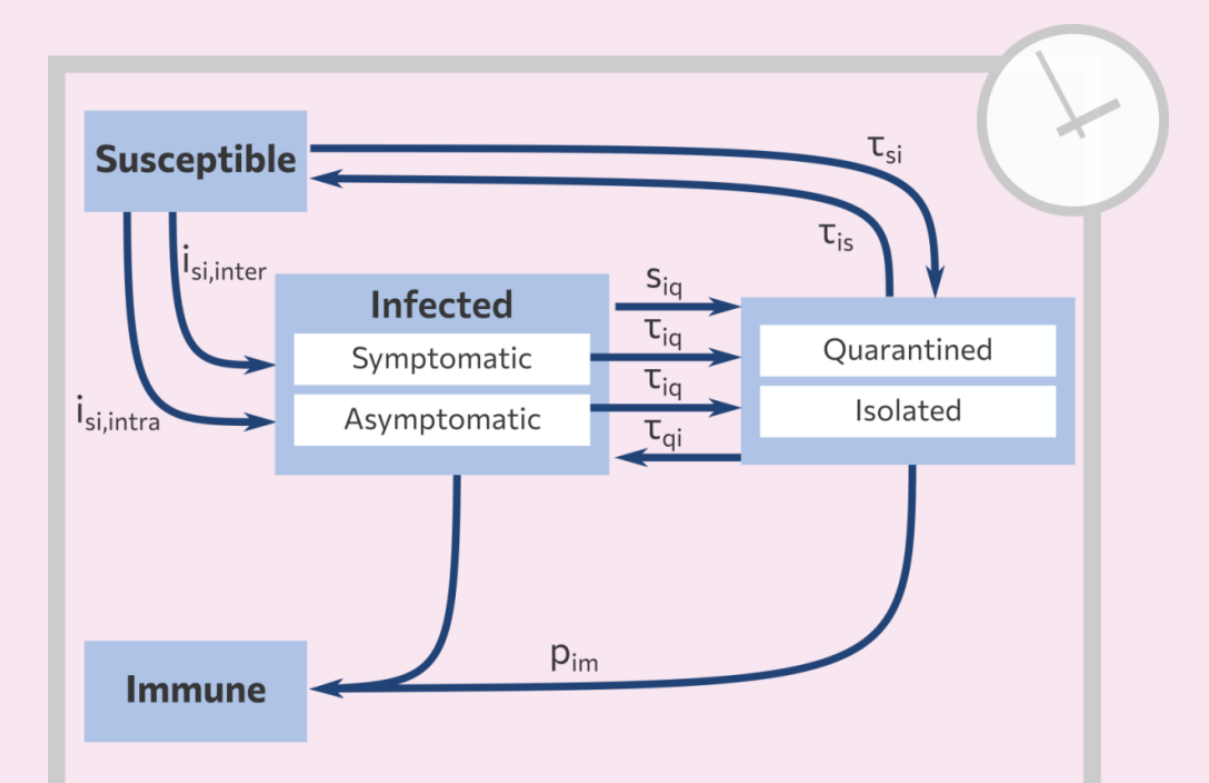 Susceptible
τsi
τis
isi,inter
siq
Infected
τiq
Symptomatic
Quarantined
τiq
Asymptomatic
Isolated
isi,intra
τqi
pim
Immune